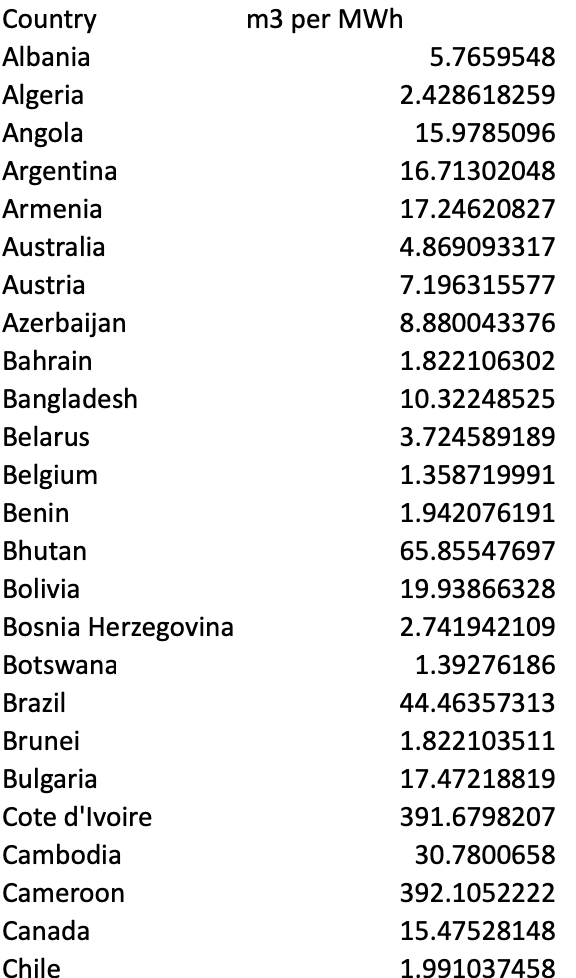 Country m3 per MWh
Albania 5.7659548
Algeria 2.428618259
Angola 15.9785096
Argentina 16.71302048
Armenia 17.24620827
Australia 4.869093317
Austria 7.196315577
Azerbaijan 8.880043376
Bahrain 1.822106302
Bangladesh 10.32248525
Belarus 3.724589189
Belgium 1.358719991
Benin 1.942076191
Bhutan 65.85547697
Bolivia 19.93866328
Bosnia Herzegovina 2.741942109
Botswana 1.39276186
Brazil 44.46357313
Brunei 1.822103511
Bulgaria 17.47218819
Cote d'Ivoire 391.6798207
Cambodia 30.7800658
Cameroon 392.1052222
Canada 15.47528148
Chile 1.991037458